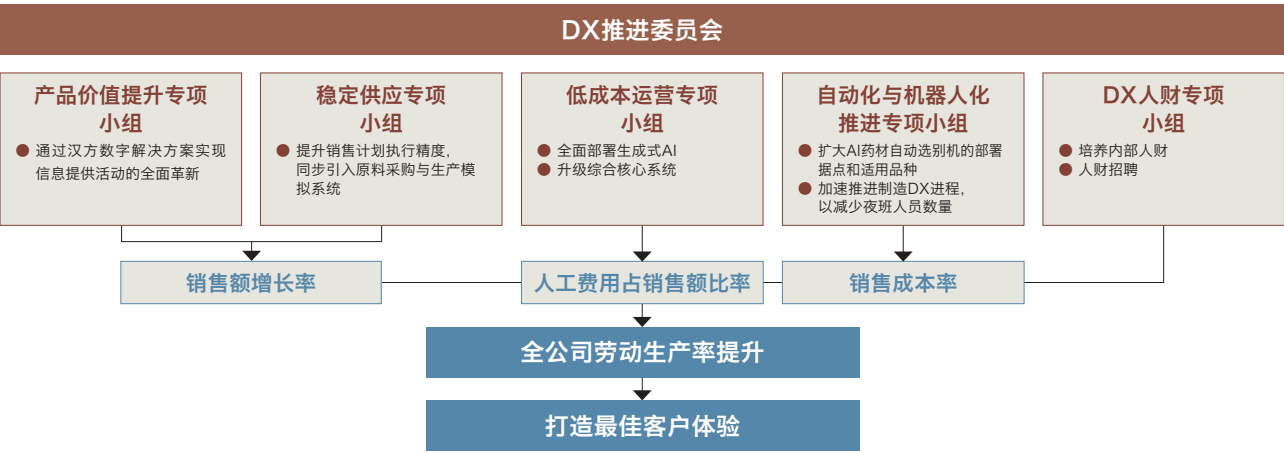 DX推进委员会
产品价值提升专项
小组
● 通过汉方数字解决方案实现
信息提供活动的全面革新
稳定供应专项
小组
● 提升销售计划执行精度，
同步引入原料采购与生产模
拟系统
低成本运营专项
小组
● 全面部署生成式AI
● 升级综合核心系统
自动化与机器人化
推进专项小组
● 扩大AI药材自动选别机的部署
据点和适用品种
● 加速推进制造DX进程，
以减少夜班人员数量
DX人财专项
小组
● 培养内部人财
● 人财招聘
销售额增长率
人工费用占销售额比率
销售成本率
全公司劳动生产率提升
打造最佳客户体验